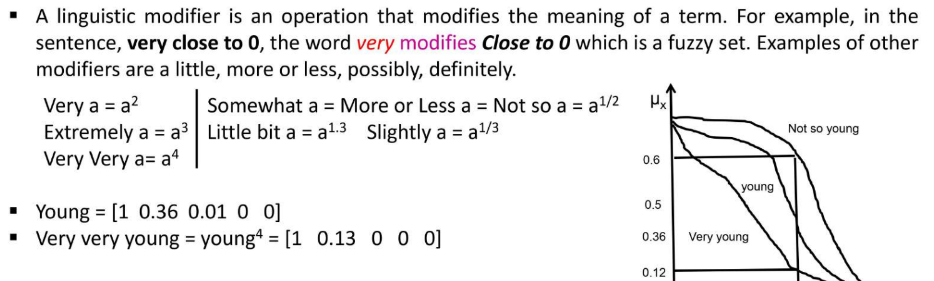 ▪ A linguistic modifier is an operation that modifies the meaning of a term. For example, in the
sentence, very close to 0, the word very modifies Close to 0 which is a fuzzy set. Examples of other
modifiers are a little, more or less, possibly, definitely.
Very a = a²
Extremely a = a³
Very Very a= a⁴
Somewhat a = More or Less a = Not so a = a¹ᐟ²
Little bit a = a¹·³ Slightly a = a¹ᐟ³
▪ Young = [1 0.36 0.01 0 0]
▪ Very very young = young⁴ = [1 0.13 0 0 0]
μₓ
Not so young
0.6
young
0.5
0.36
Very young
0.12